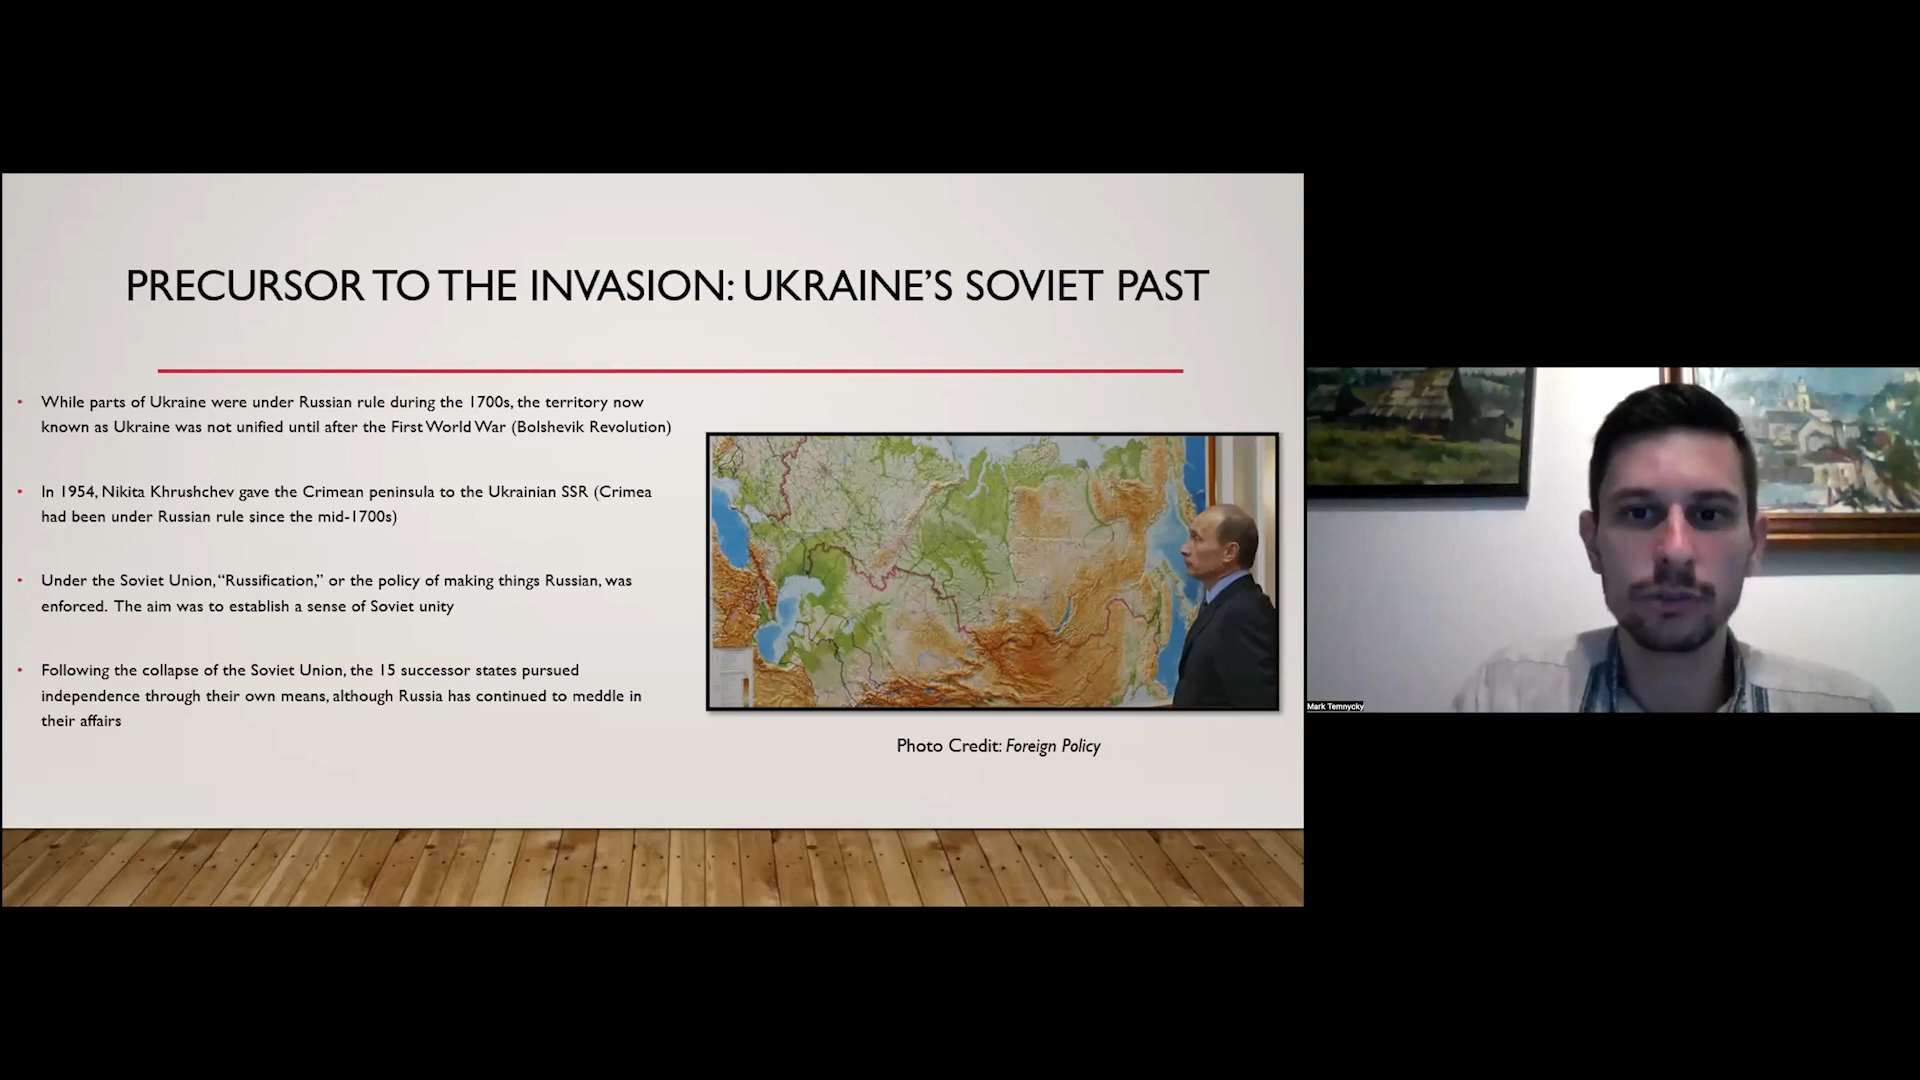 PRECURSOR TO THE INVASION: UKRAINE’S SOVIET PAST
• While parts of Ukraine were under Russian rule during the 1700s, the territory now
known as Ukraine was not unified until after the First World War (Bolshevik Revolution)
• In 1954, Nikita Khrushchev gave the Crimean peninsula to the Ukrainian SSR (Crimea
had been under Russian rule since the mid-1700s)
• Under the Soviet Union, “Russification,” or the policy of making things Russian, was
enforced. The aim was to establish a sense of Soviet unity
• Following the collapse of the Soviet Union, the 15 successor states pursued
independence through their own means, although Russia has continued to meddle in
their affairs
Photo Credit: Foreign Policy
Mark Temnycky